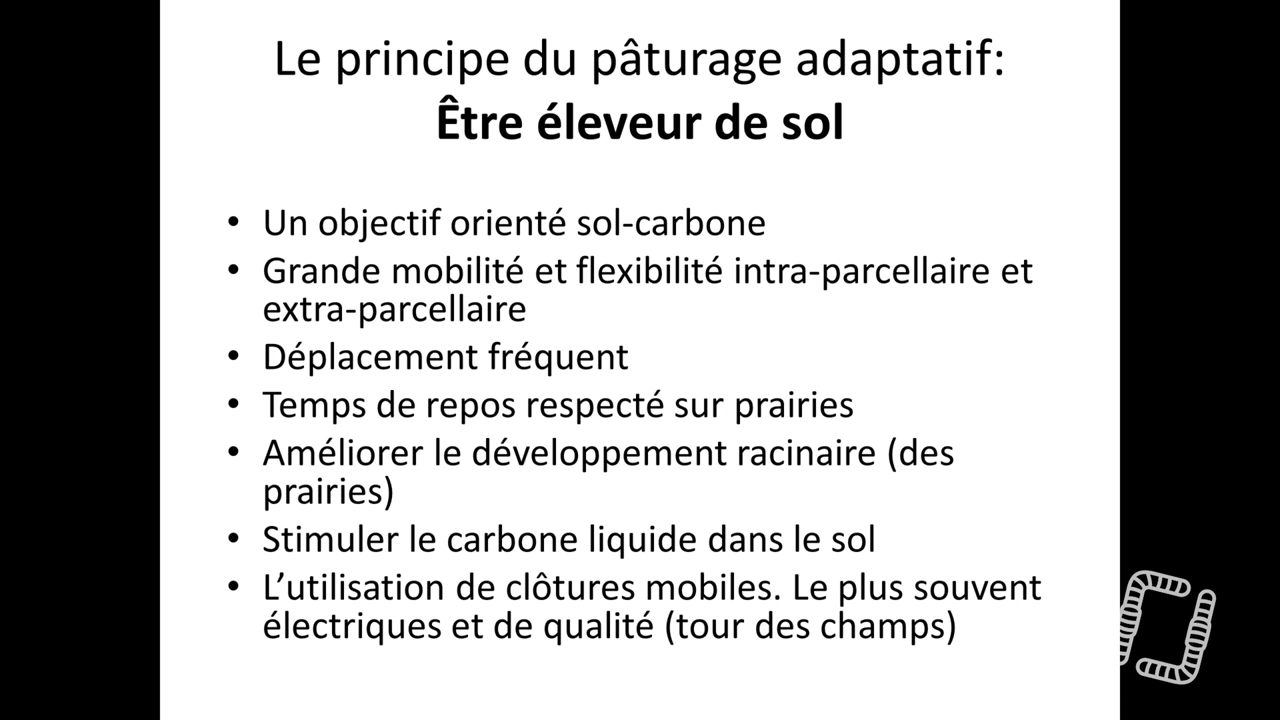 Le principe du pâturage adaptatif:
Être éleveur de sol
• Un objectif orienté sol-carbone
• Grande mobilité et flexibilité intra-parcellaire et
extra-parcellaire
• Déplacement fréquent
• Temps de repos respecté sur prairies
• Améliorer le développement racinaire (des
prairies)
• Stimuler le carbone liquide dans le sol
• L’utilisation de clôtures mobiles. Le plus souvent
électriques et de qualité (tour des champs)